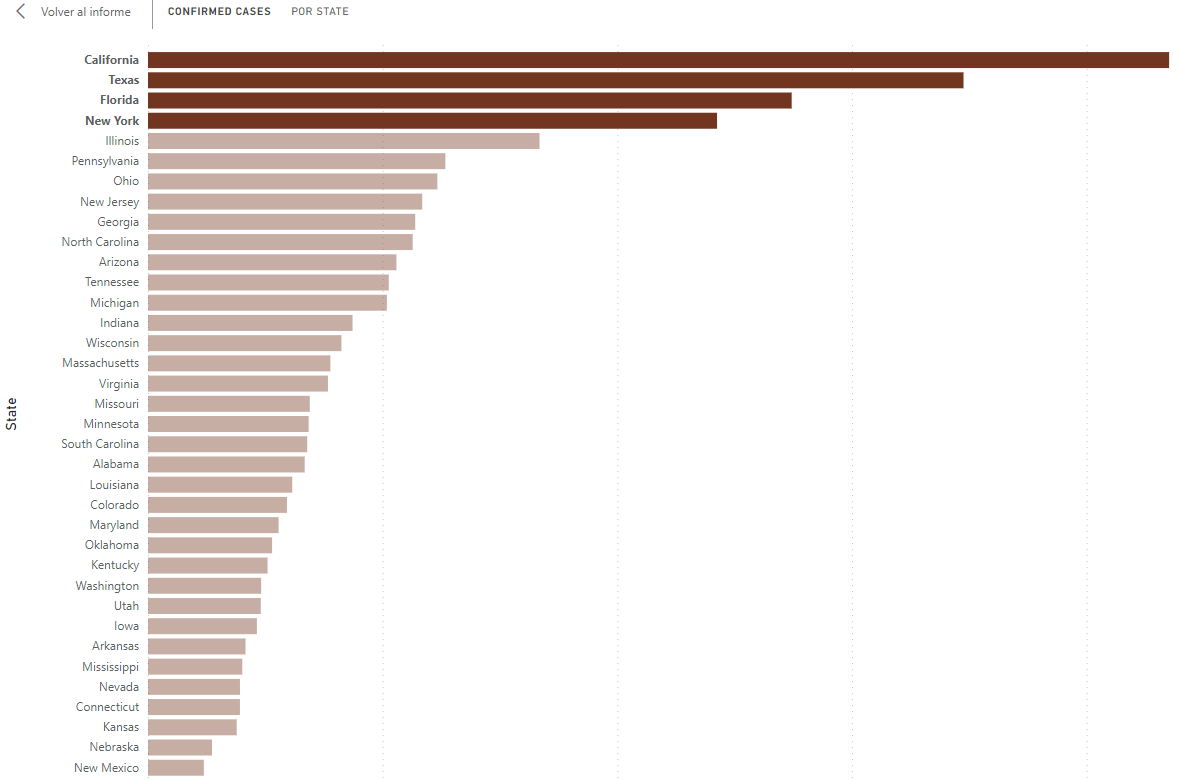 Volver al informe
CONFIRMED CASES
POR STATE
California
Texas
Florida
New York
Illinois
Pennsylvania
Ohio
New Jersey
Georgia
North Carolina
Arizona
Tennessee
Michigan
Indiana
Wisconsin
Massachusetts
Virginia
Missouri
Minnesota
South Carolina
Alabama
Louisiana
Colorado
Maryland
Oklahoma
Kentucky
Washington
Utah
Iowa
Arkansas
Mississippi
Nevada
Connecticut
Kansas
Nebraska
New Mexico
State